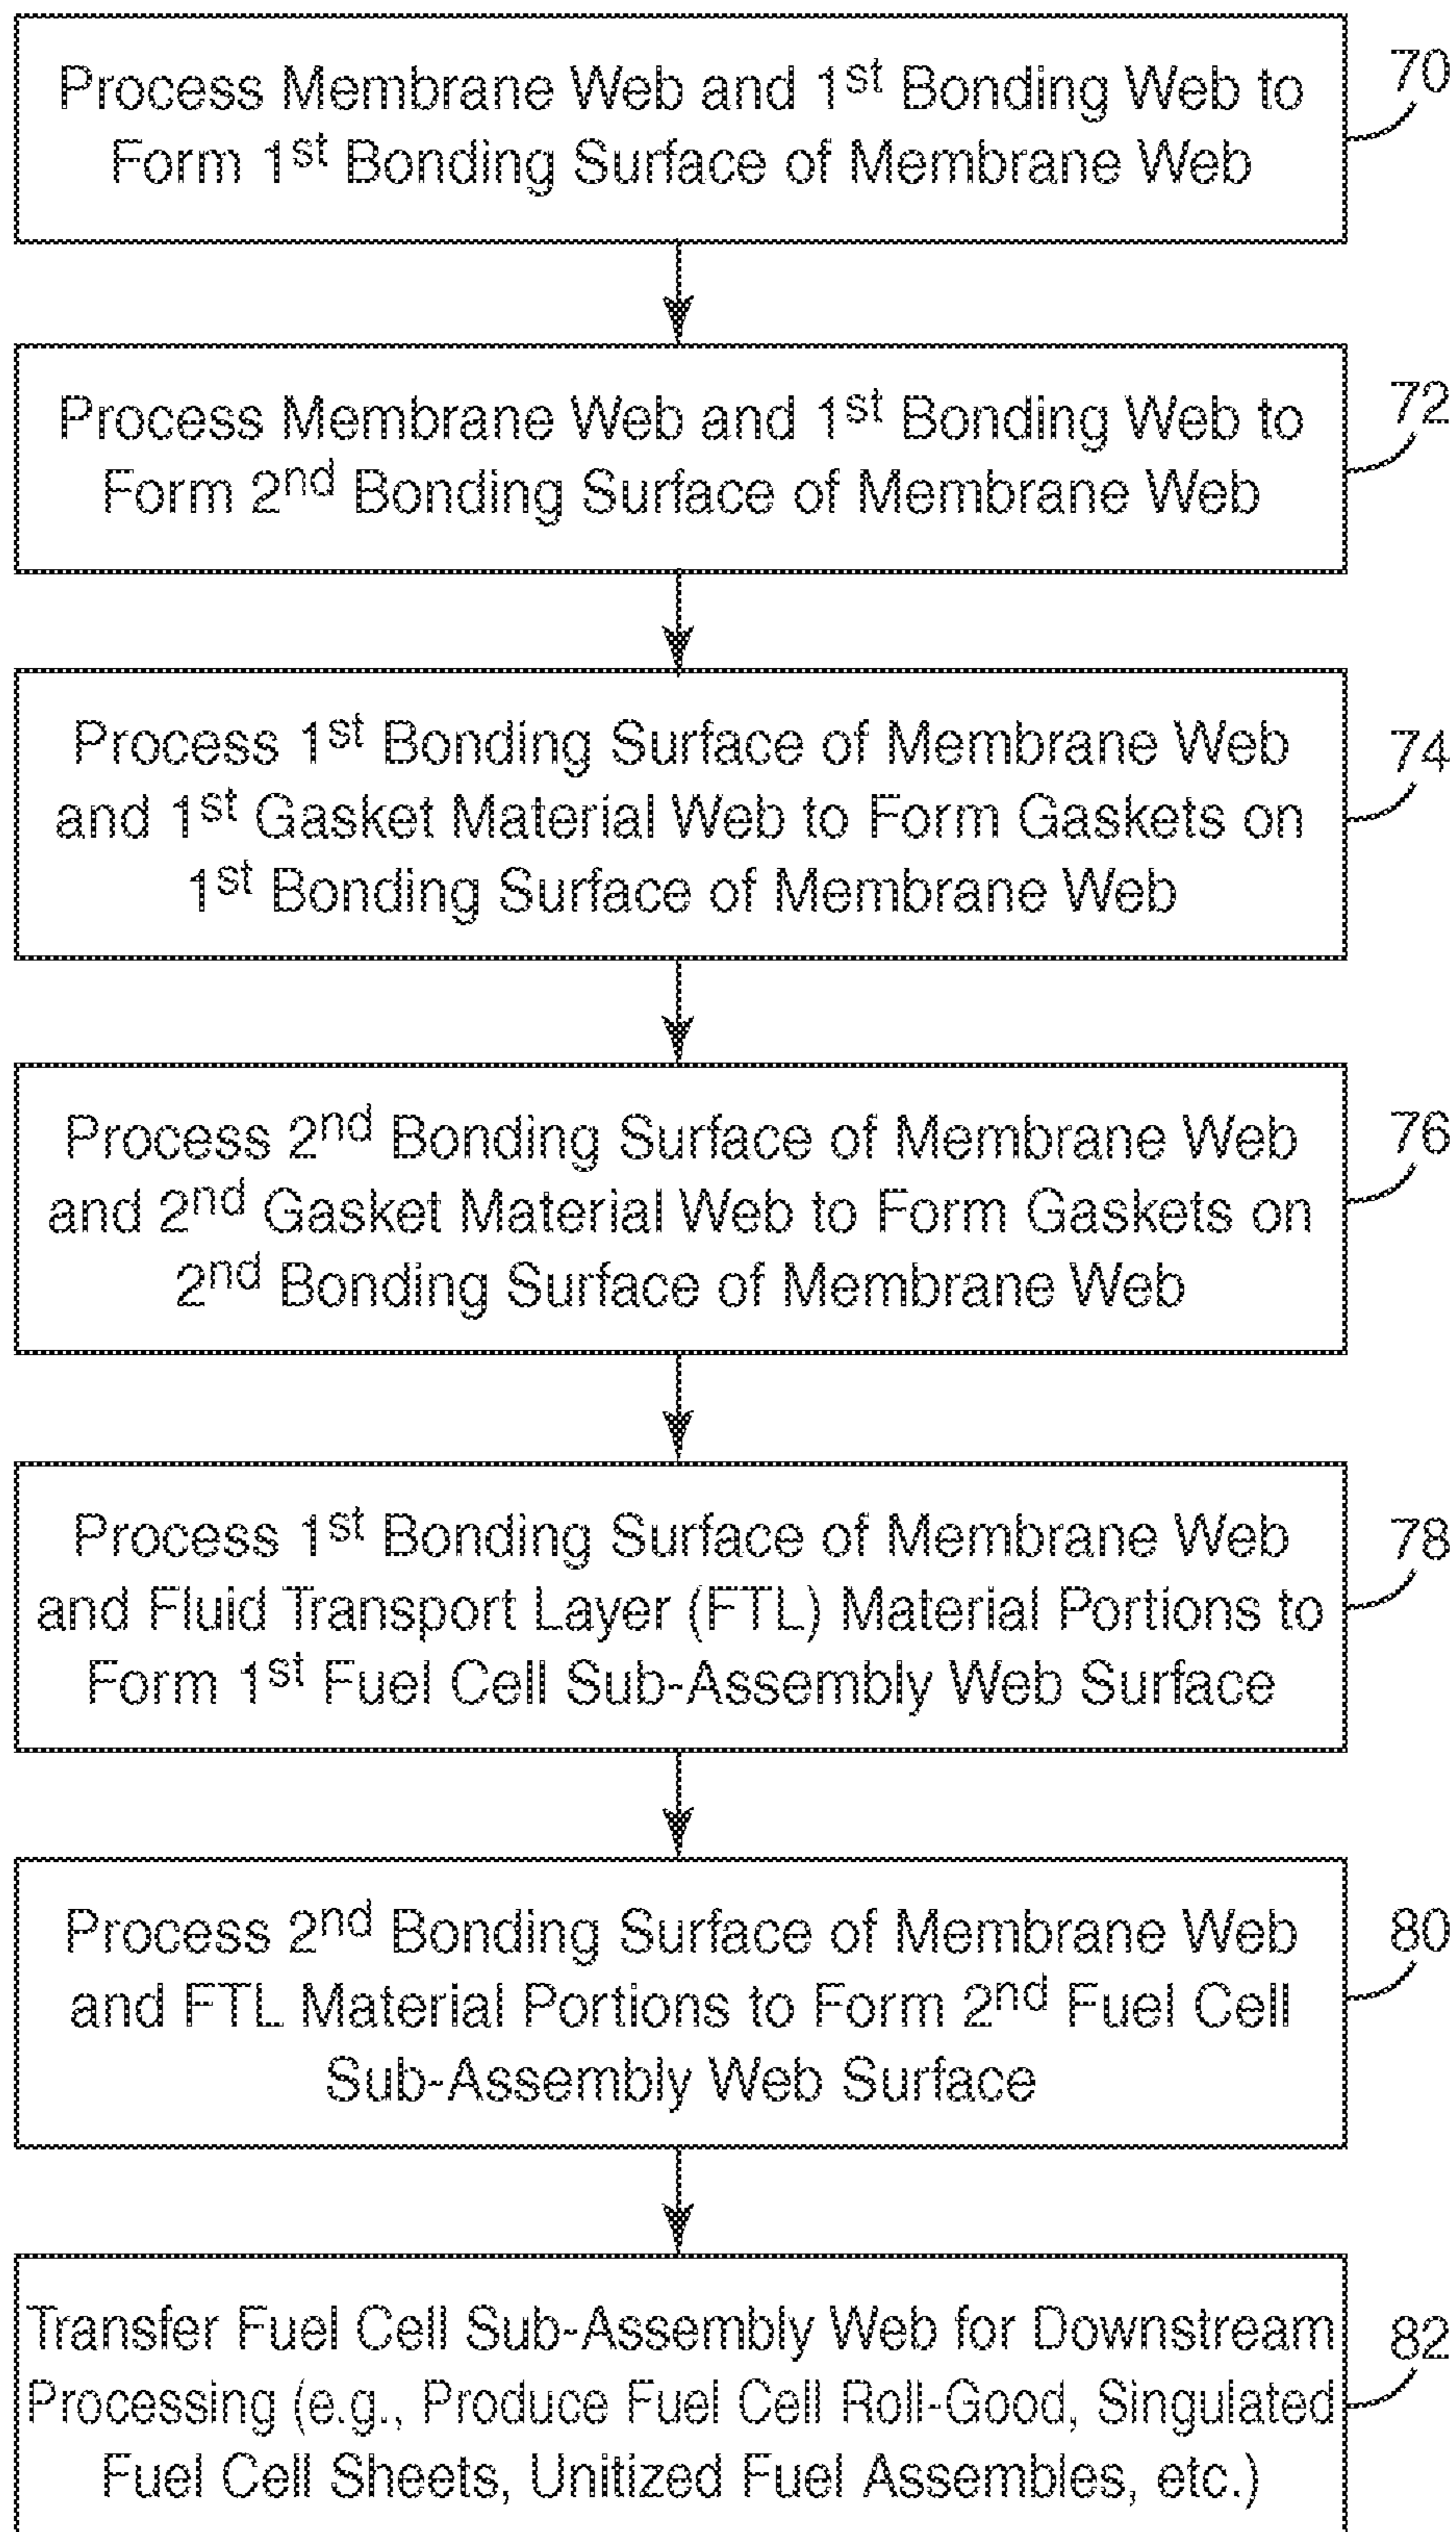 Process Membrane Web and 1st Bonding Web to
Form 1st Bonding Surface of Membrane Web
70
Process Membrane Web and 1st Bonding Web to
Form 2nd Bonding Surface of Membrane Web
72
Process 1st Bonding Surface of Membrane Web
and 1st Gasket Material Web to Form Gaskets on
1st Bonding Surface of Membrane Web
74
Process 2nd Bonding Surface of Membrane Web
and 2nd Gasket Material Web to Form Gaskets on
2nd Bonding Surface of Membrane Web
76
Process 1st Bonding Surface of Membrane Web
and Fluid Transport Layer (FTL) Material Portions to
Form 1st Fuel Cell Sub-Assembly Web Surface
78
Process 2nd Bonding Surface of Membrane Web
and FTL Material Portions to Form 2nd Fuel Cell
Sub-Assembly Web Surface
80
Transfer Fuel Cell Sub-Assembly Web for Downstream
Processing (e.g., Produce Fuel Cell Roll-Good, Singulated
Fuel Cell Sheets, Unitized Fuel Assembles, etc.)
82